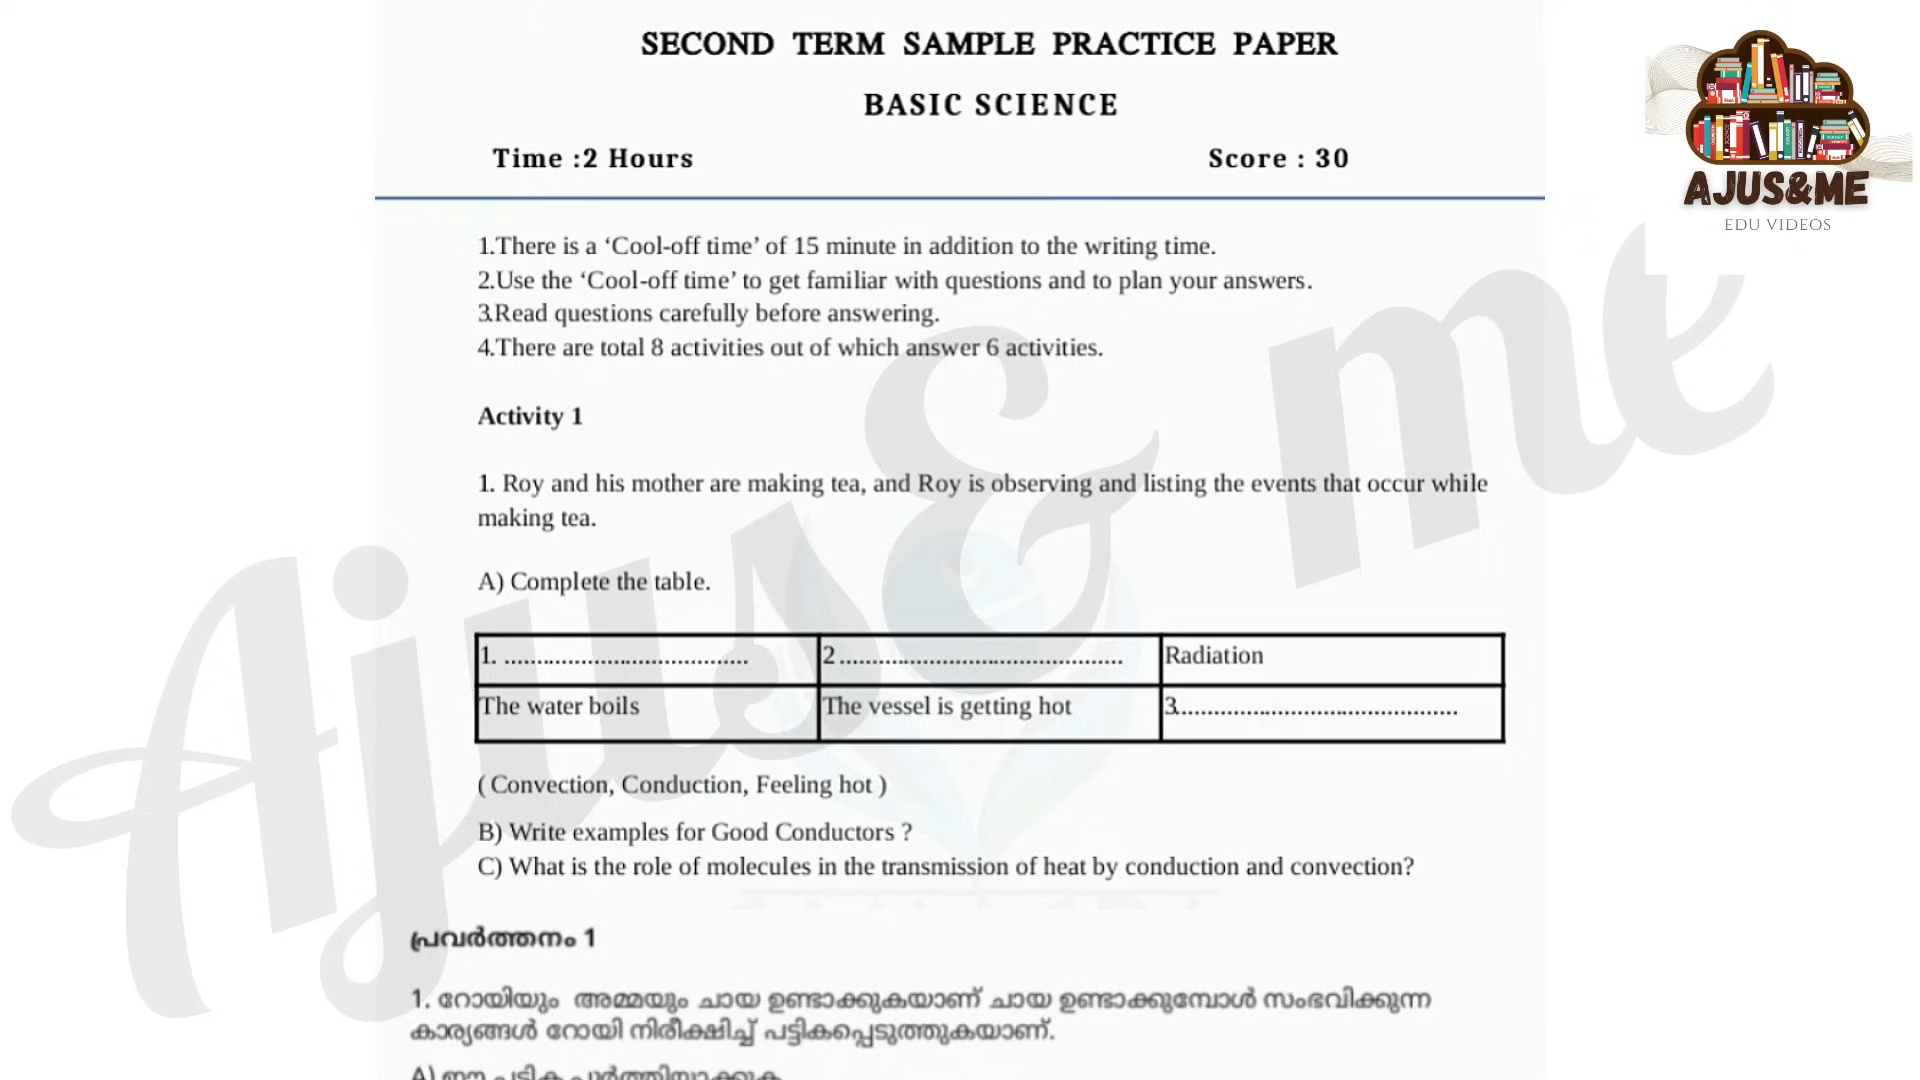 SECOND TERM SAMPLE PRACTICE PAPER
BASIC SCIENCE
Time :2 Hours Score : 30
AJUS&ME
EDU VIDEOS
1.There is a ‘Cool-off time’ of 15 minute in addition to the writing time.
2.Use the ‘Cool-off time’ to get familiar with questions and to plan your answers.
3.Read questions carefully before answering.
4.There are total 8 activities out of which answer 6 activities.
Activity 1
1. Roy and his mother are making tea, and Roy is observing and listing the events that occur while
making tea.
A) Complete the table.
1. ...................................... 2............................................ Radiation
The water boils The vessel is getting hot 3...........................................
( Convection, Conduction, Feeling hot )
B) Write examples for Good Conductors ?
C) What is the role of molecules in the transmission of heat by conduction and convection?
പ്രവർത്തനം 1
1. റോയിയും അമ്മയും ചായ ഉണ്ടാക്കുകയാണ് ചായ ഉണ്ടാക്കുമ്പോൾ സംഭവിക്കുന്ന
കാര്യങ്ങൾ റോയി നിരീക്ഷിച്ച് പട്ടികപ്പെടുത്തുകയാണ്.
A) ഈ പട്ടിക പൂർത്തിയാക്കുക
Ajus& me